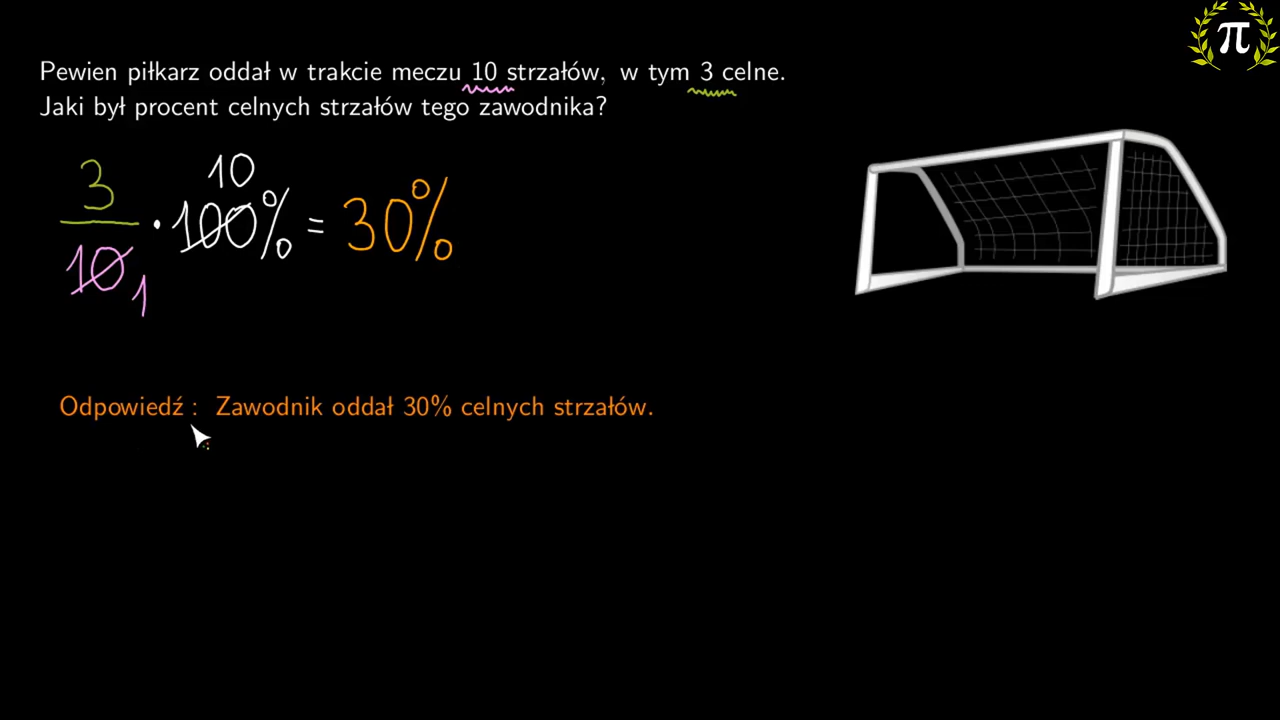 Pewien piłkarz oddał w trakcie meczu 10 strzałów, w tym 3 celne.
Jaki był procent celnych strzałów tego zawodnika?
3/10 1 · 100% 10 = 30%
Odpowiedź : Zawodnik oddał 30% celnych strzałów.
π